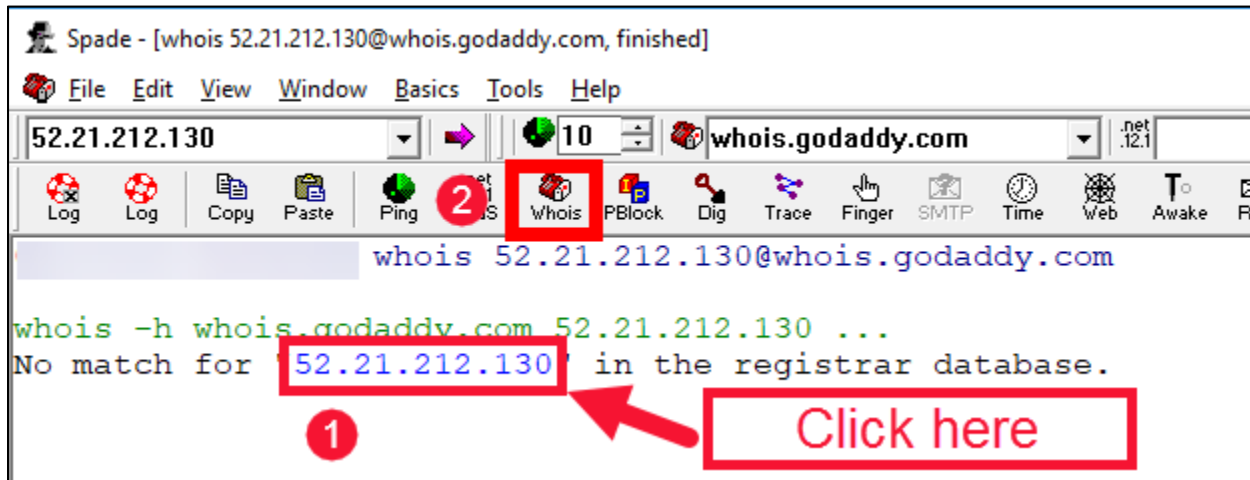 Spade - [whois 52.21.212.130@whois.godaddy.com, finished]
File Edit View Window Basics Tools Help
52.21.212.130 10 whois.godaddy.com .net .12.1
Log Log Copy Paste Ping 2 S Whois IPBlock Dig Trace Finger SMTP Time Web Awake
whois 52.21.212.130@whois.godaddy.com
whois -h whois.godaddy.com 52.21.212.130 ...
No match for "52.21.212.130" in the registrar database.
1 Click here